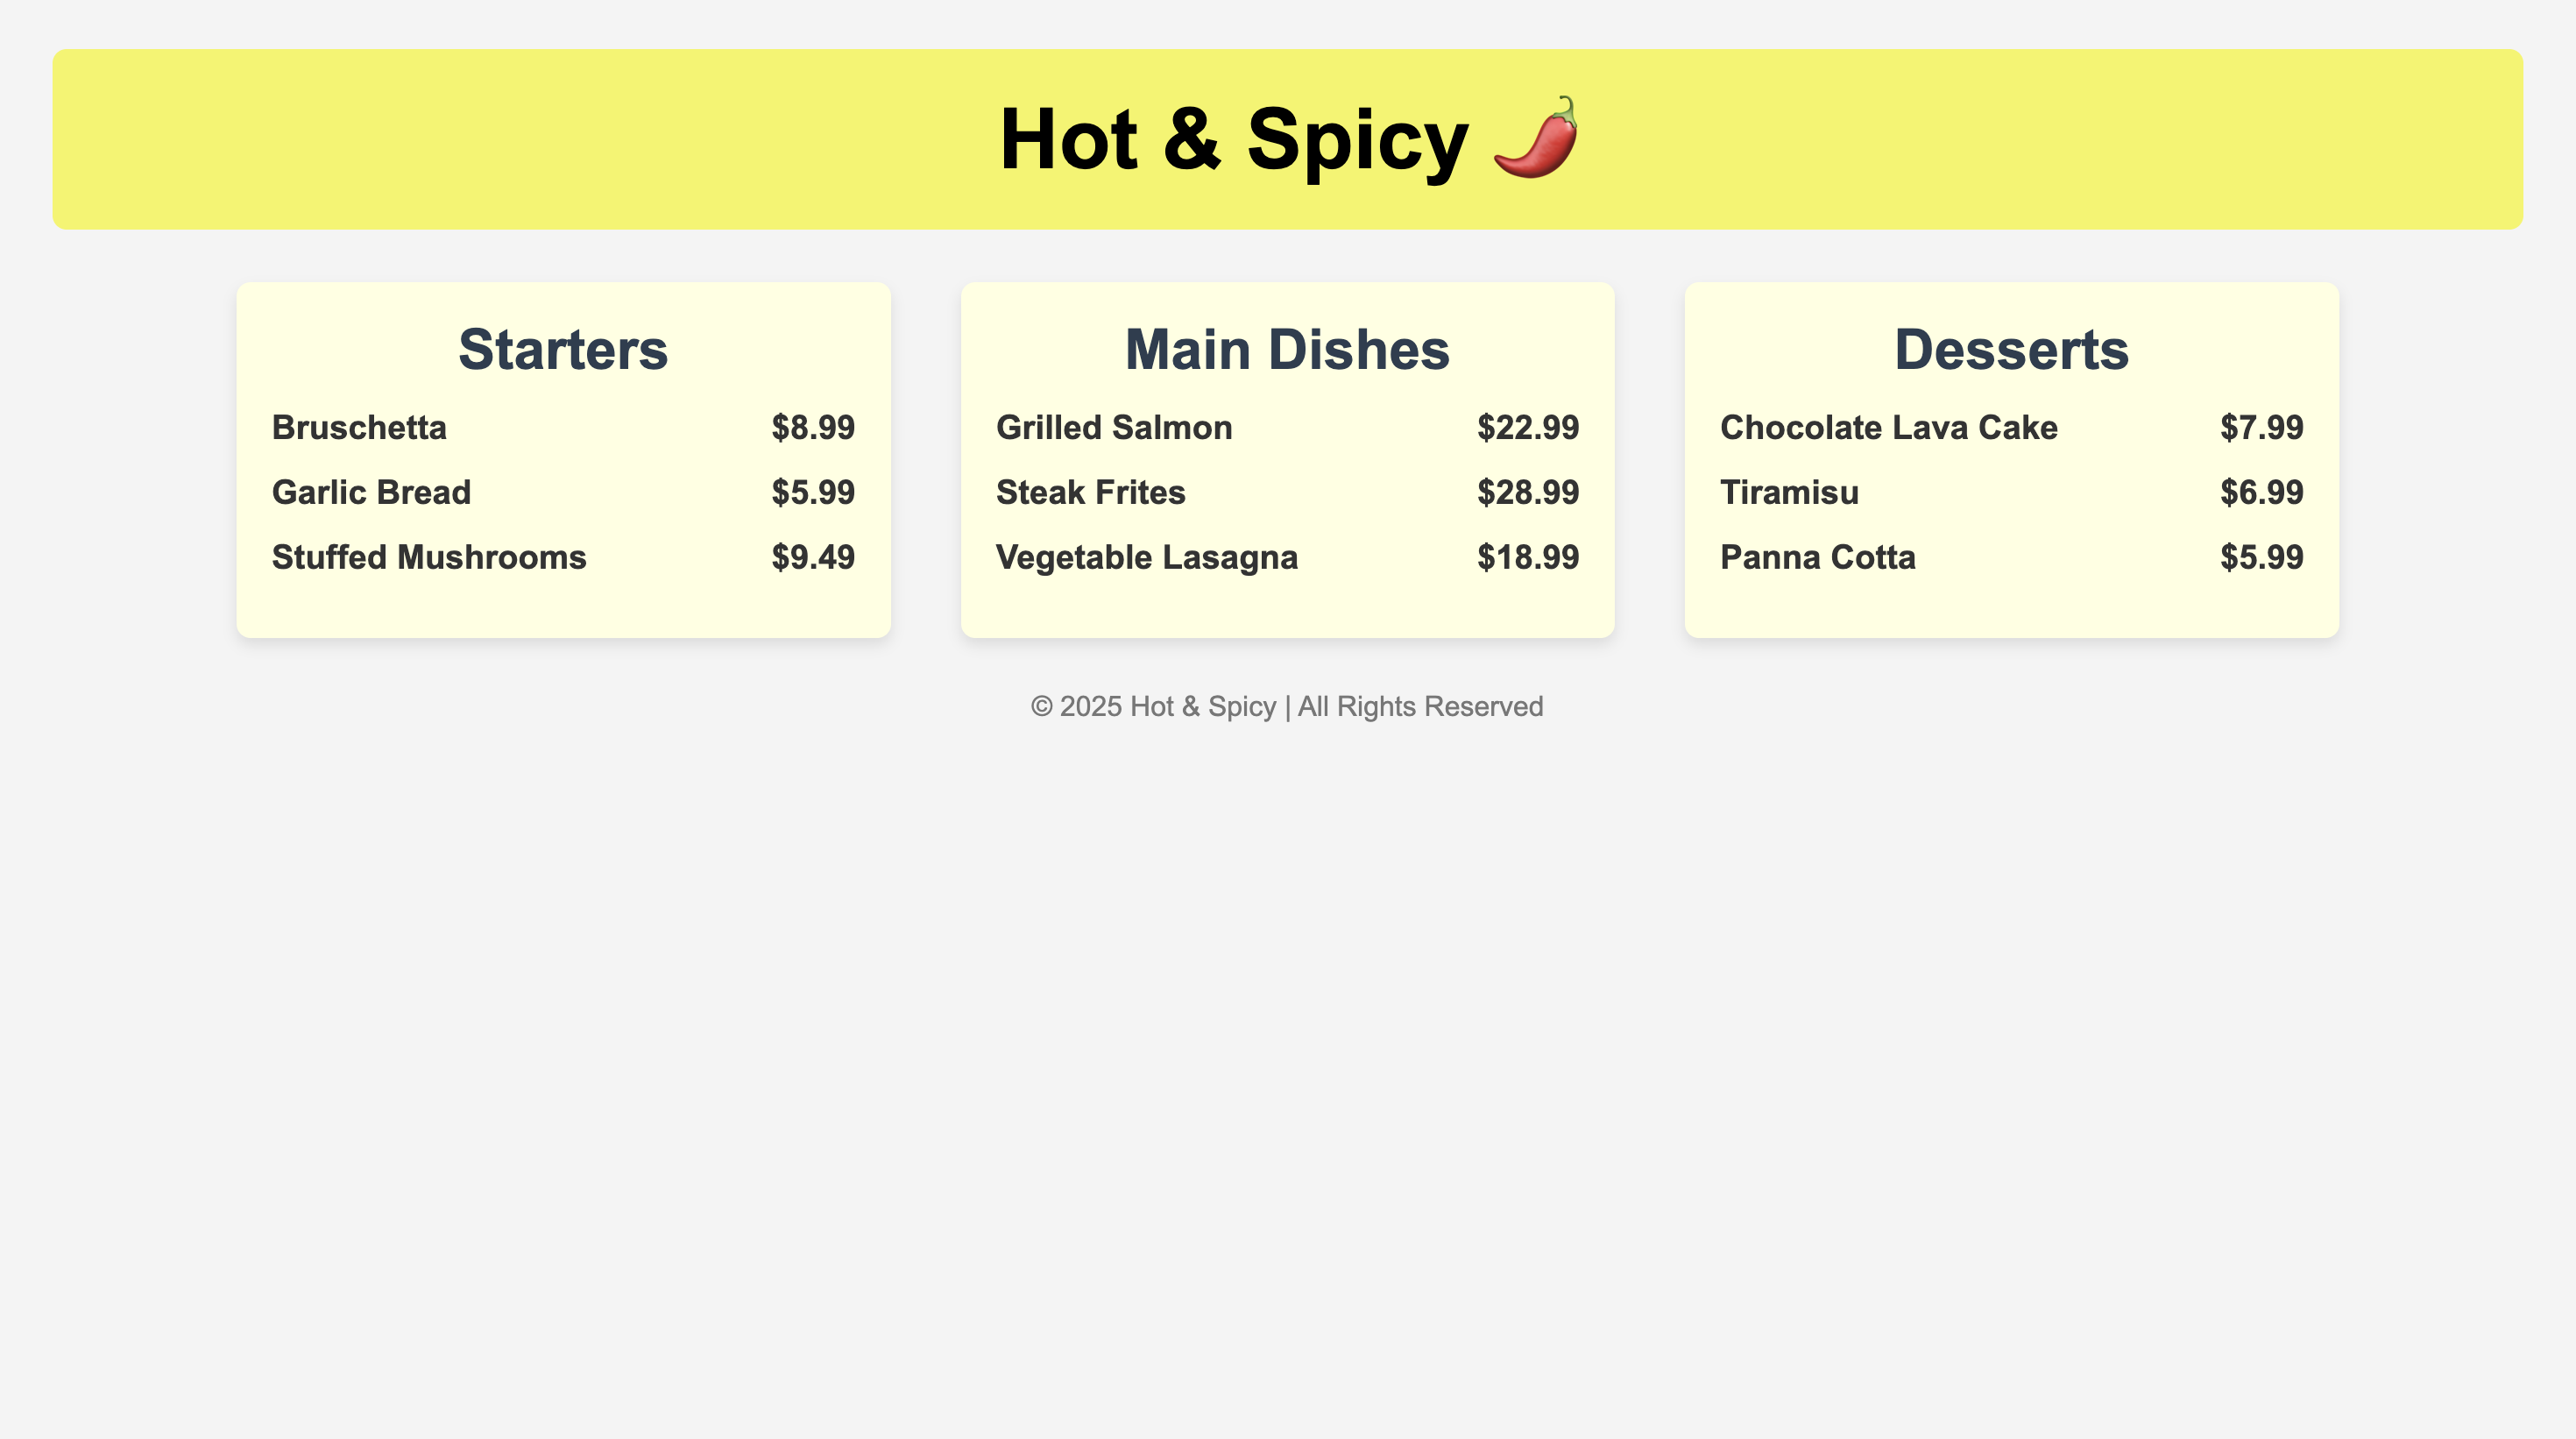 Hot & Spicy 🌶️
Starters
Bruschetta $8.99
Garlic Bread $5.99
Stuffed Mushrooms $9.49
Main Dishes
Grilled Salmon $22.99
Steak Frites $28.99
Vegetable Lasagna $18.99
Desserts
Chocolate Lava Cake $7.99
Tiramisu $6.99
Panna Cotta $5.99
© 2025 Hot & Spicy | All Rights Reserved